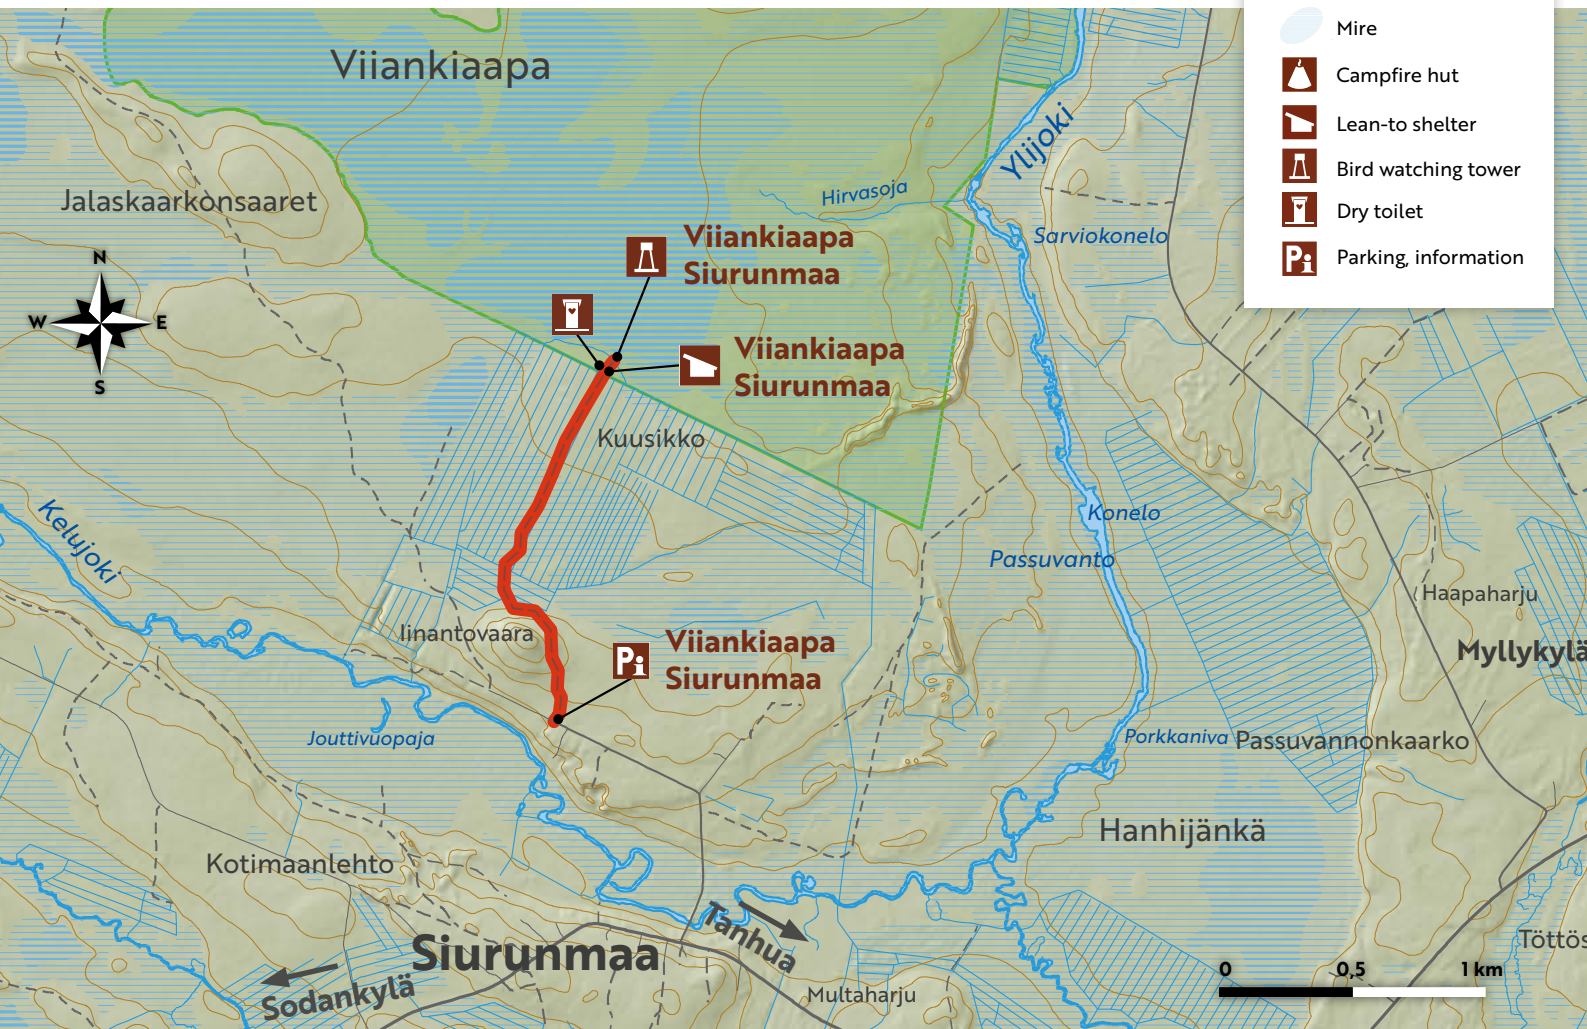 Mire
Campfire hut
Lean-to shelter
Bird watching tower
Dry toilet
Pi
Parking, information
Viiankiaapa
Ylijoki
Jalaskaarkonsaaret
Hirvasoja
Sarviokonelo
Viiankiaapa
Siurunmaa
N
W
E
S
Viiankiaapa
Siurunmaa
Kuusikko
Kelujoki
Konelo
Passuvanto
Haapaharju
Iinantovaara
Myllykylä
Pi
Viiankiaapa
Siurunmaa
Jouttivuopaja
Porkkaniva
Passuvannonkaarko
Hanhijänkä
Kotimaanlehto
Tanhua
Siurunmaa
Töttös
Sodankylä
Multaharju
0 0,5 1 km